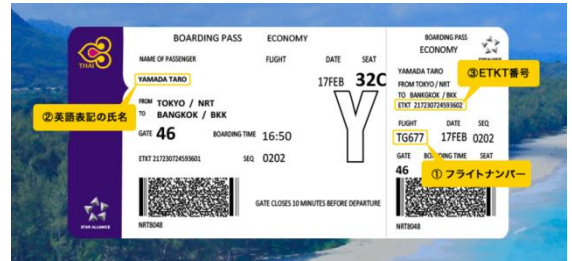 BOARDING PASS ECONOMY
NAME OF PASSENGER FLIGHT DATE SEAT
YAMADA TARO 17FEB 32C
FROM TOKYO / NRT
TO BANGKOK / BKK
Y
GATE 46 BOARDING TIME 16:50
ETKT 217230724593601 SEQ 0202
GATE CLOSES 10 MINUTES BEFORE DEPARTURE
NRT8048
THAI
STAR ALLIANCE
②英語表記の氏名
BOARDING PASS
ECONOMY
YAMADA TARO
FROM TOKYO / NRT
TO BANGKOK / BKK
ETKT 217230724593602
③ETKT番号
FLIGHT DATE SEQ
TG677 17FEB 0202
GATE BOARDING TIME SEAT
46
① フライトナンバー
NRT8048